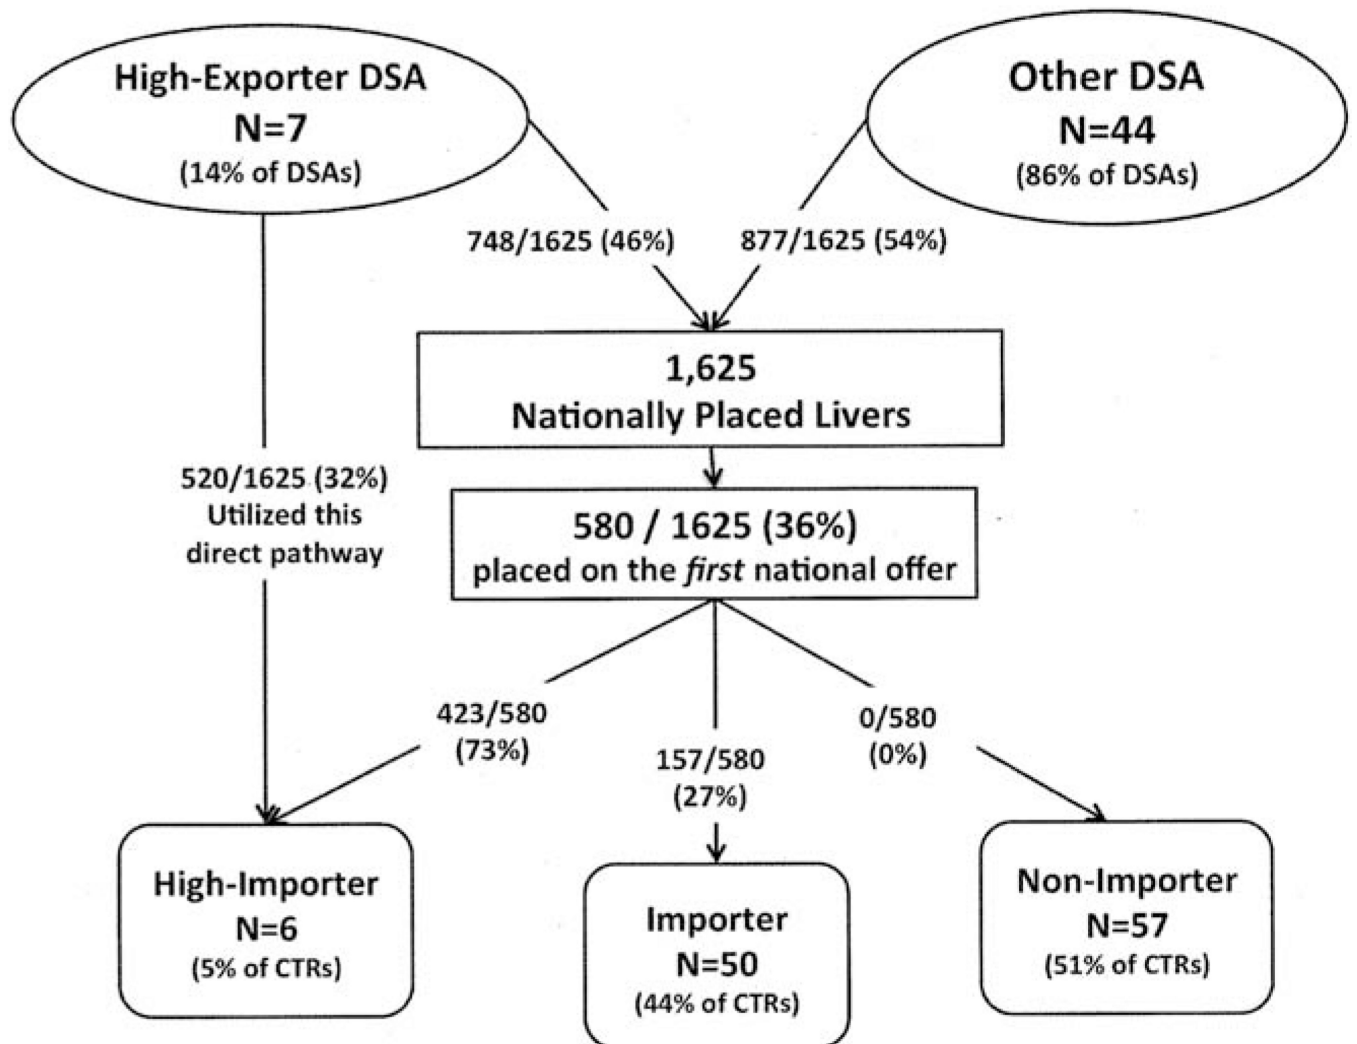 High-Exporter DSA
N=7
(14% of DSAs)
Other DSA
N=44
(86% of DSAs)
748/1625 (46%)
877/1625 (54%)
1,625
Nationally Placed Livers
520/1625 (32%)
Utilized this
direct pathway
580 / 1625 (36%)
placed on the first national offer
423/580
(73%)
157/580
(27%)
0/580
(0%)
High-Importer
N=6
(5% of CTRs)
Importer
N=50
(44% of CTRs)
Non-Importer
N=57
(51% of CTRs)